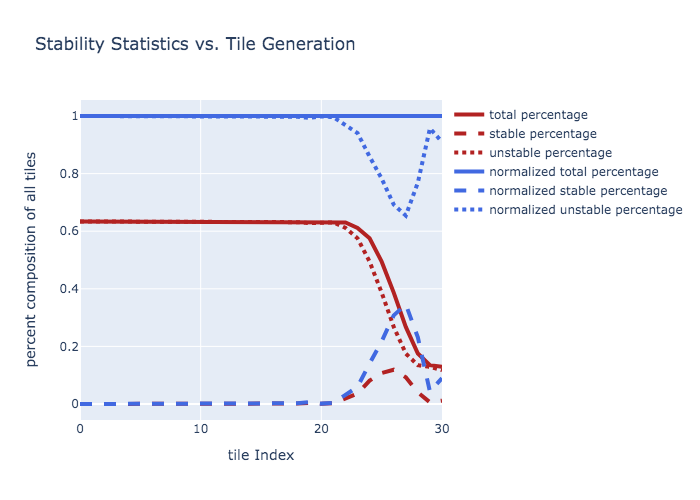 Stability Statistics vs. Tile Generation
total percentage
stable percentage
unstable percentage
normalized total percentage
normalized stable percentage
normalized unstable percentage
percent composition of all tiles
1
0.8
0.6
0.4
0.2
0
0 10 20 30
tile Index